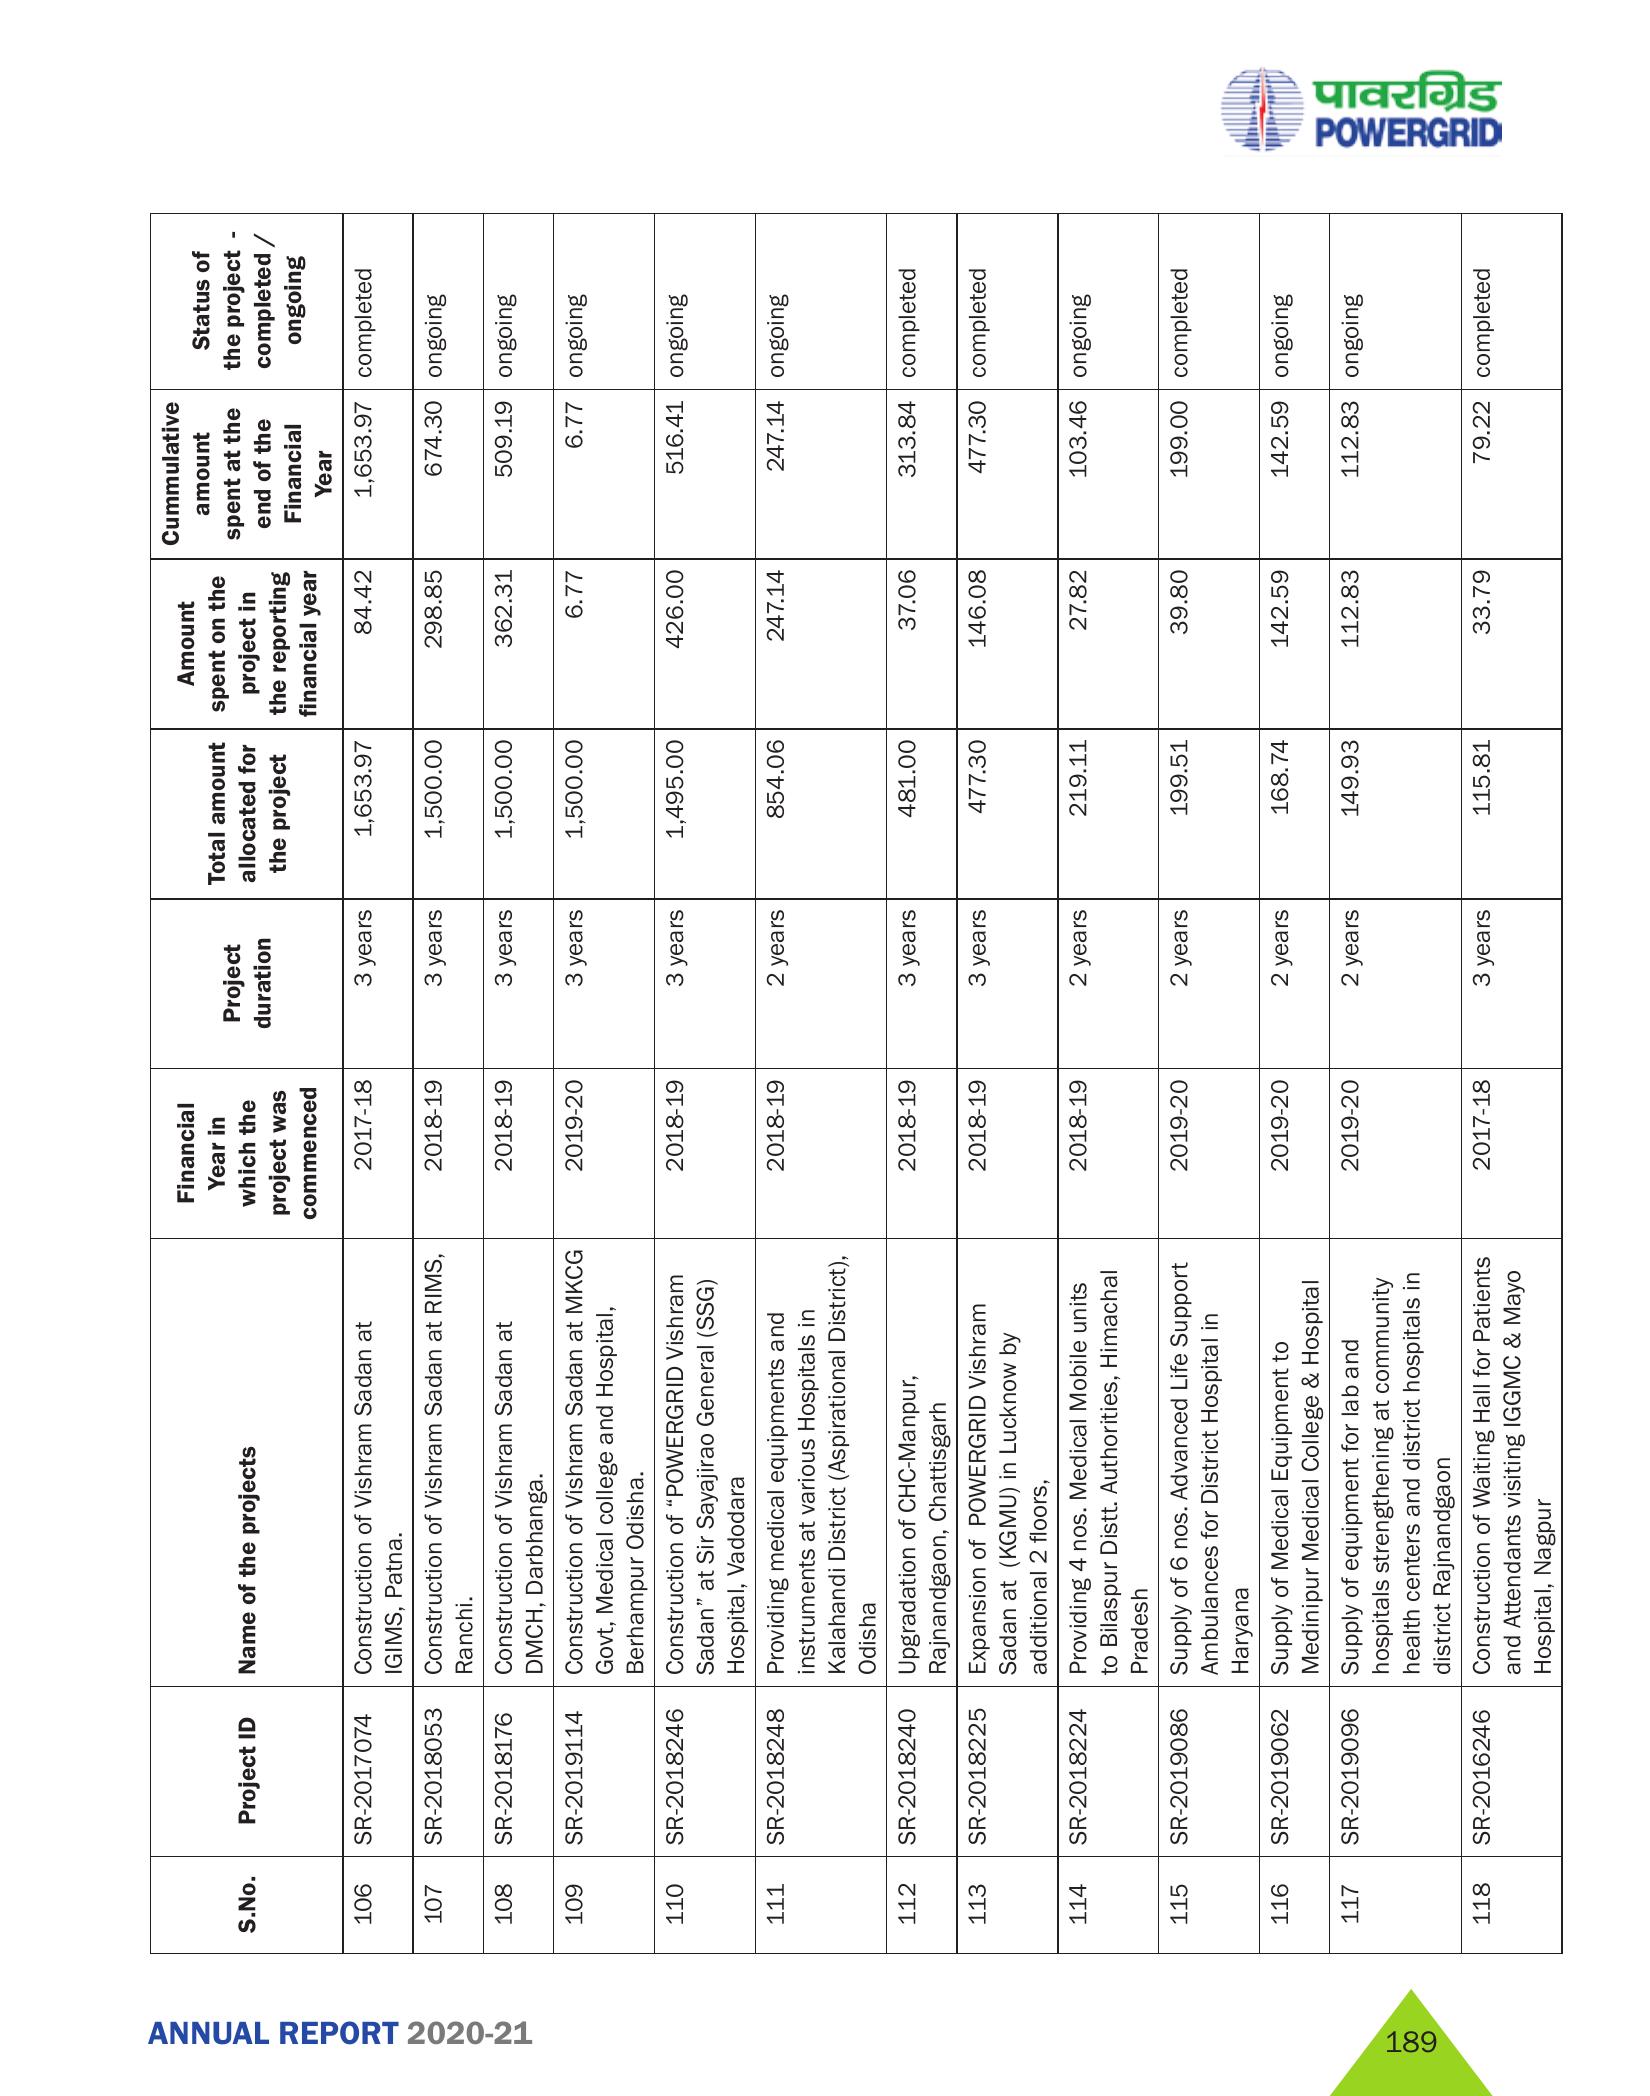 पावरग्रिड
POWERGRID
S.No.
Project ID
Name of the projects
Financial
Year in
which the
project was
commenced
Project
duration
Total amount
allocated for
the project
Amount
spent on the
project in
the reporting
financial year
Cummulative
amount
spent at the
end of the
Financial
Year
Status of
the project -
completed /
ongoing
106 SR-2017074 Construction of Vishram Sadan at 2017-18 3 years 1,653.97 84.42 1,653.97 completed
IGIMS, Patna.
107 SR-2018053 Construction of Vishram Sadan at RIMS, 2018-19 3 years 1,500.00 298.85 674.30 ongoing
Ranchi.
108 SR-2018176 Construction of Vishram Sadan at 2018-19 3 years 1,500.00 362.31 509.19 ongoing
DMCH, Darbhanga.
109 SR-2019114 Construction of Vishram Sadan at MKCG 2019-20 3 years 1,500.00 6.77 6.77 ongoing
Govt, Medical college and Hospital,
Berhampur Odisha.
110 SR-2018246 Construction of “POWERGRID Vishram 2018-19 3 years 1,495.00 426.00 516.41 ongoing
Sadan” at Sir Sayajirao General (SSG)
Hospital, Vadodara
111 SR-2018248 Providing medical equipments and 2018-19 2 years 854.06 247.14 247.14 ongoing
instruments at various Hospitals in
Kalahandi District (Aspirational District),
Odisha
112 SR-2018240 Upgradation of CHC-Manpur, 2018-19 3 years 481.00 37.06 313.84 completed
Rajnandgaon, Chattisgarh
113 SR-2018225 Expansion of POWERGRID Vishram 2018-19 3 years 477.30 146.08 477.30 completed
Sadan at (KGMU) in Lucknow by
additional 2 floors,
114 SR-2018224 Providing 4 nos. Medical Mobile units 2018-19 2 years 219.11 27.82 103.46 ongoing
to Bilaspur Distt. Authorities, Himachal
Pradesh
115 SR-2019086 Supply of 6 nos. Advanced Life Support 2019-20 2 years 199.51 39.80 199.00 completed
Ambulances for District Hospital in
Haryana
116 SR-2019062 Supply of Medical Equipment to 2019-20 2 years 168.74 142.59 142.59 ongoing
Medinipur Medical College & Hospital
117 SR-2019096 Supply of equipment for lab and 2019-20 2 years 149.93 112.83 112.83 ongoing
hospitals strengthening at community
health centers and district hospitals in
district Rajnandgaon
118 SR-2016246 Construction of Waiting Hall for Patients 2017-18 3 years 115.81 33.79 79.22 completed
and Attendants visiting IGGMC & Mayo
Hospital, Nagpur
ANNUAL REPORT 2020-21
189